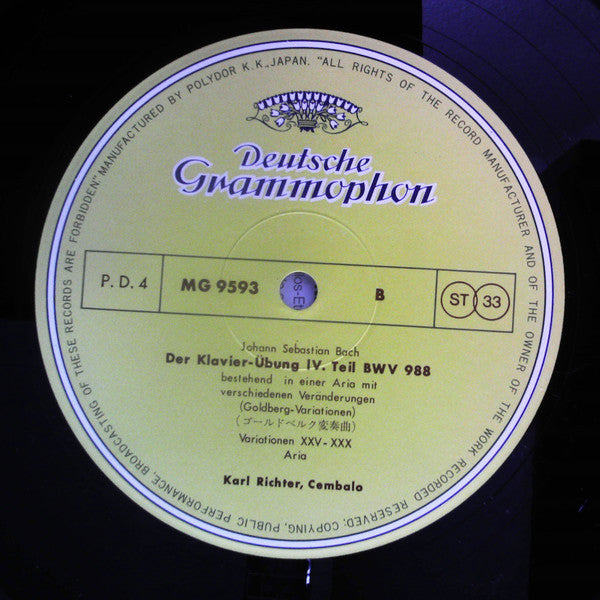 MANUFACTURED BY POLYDOR K.K., JAPAN. "ALL RIGHTS OF THE RECORD MANUFACTURER AND OF THE OWNER OF THE WORK RECORDED RESERVED; COPYING, PUBLIC PERFORMANCE, BROADCASTING OF THESE RECORDS ARE FORBIDDEN"
Deutsche
Grammophon
P.D. 4 MG 9593 B ST 33
Johann Sebastian Bach
Der Klavier-Übung IV. Teil BWV 988
bestehend in einer Aria mit
verschiedenen Veränderungen
(Goldberg-Variationen)
(ゴールドベルク変奏曲)
Variationen XXV-XXX
Aria
Karl Richter, Cembalo